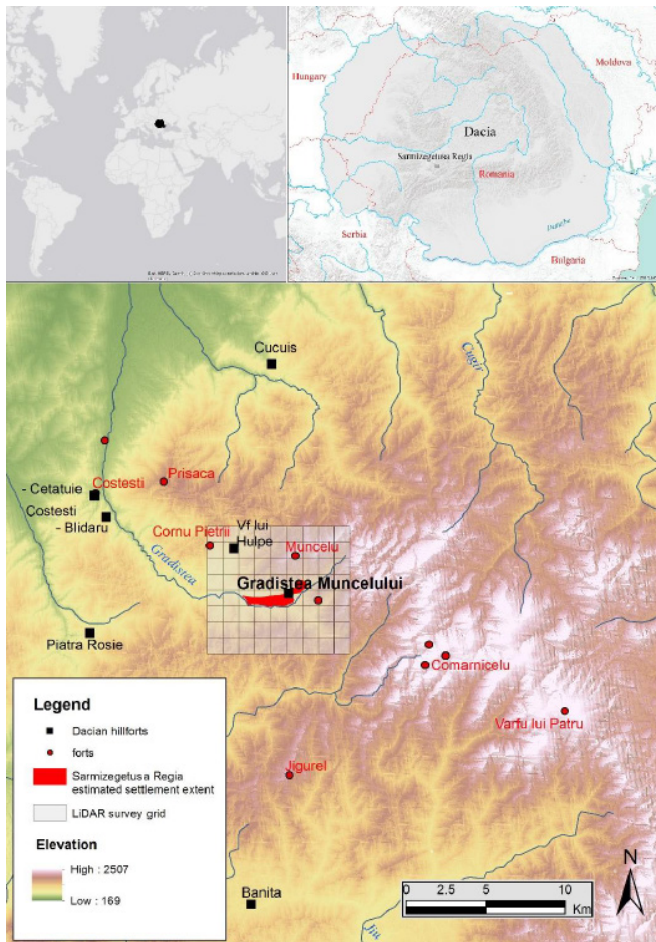 Hungary
Moldova
Dacia
Sarmizegetusa Regia
Romania
Danube
Serbia
Bulgaria
Cucuis
Cugir
Prisaca
Costesti
- Cetatuie
Costesti
- Blidaru
Cornu Pietrii
Vf lui
Hulpe
Muncelu
Gradistea
Gradistea Muncelului
Piatra Rosie
Comarnicelu
Varfu lui Patru
Jigurel
Banita
Jiu
Legend
Dacian hillforts
forts
Sarmizegetusa Regia
estimated settlement extent
LiDAR survey grid
Elevation
High : 2507
Low : 169
N
0 2.5 5 10
Km